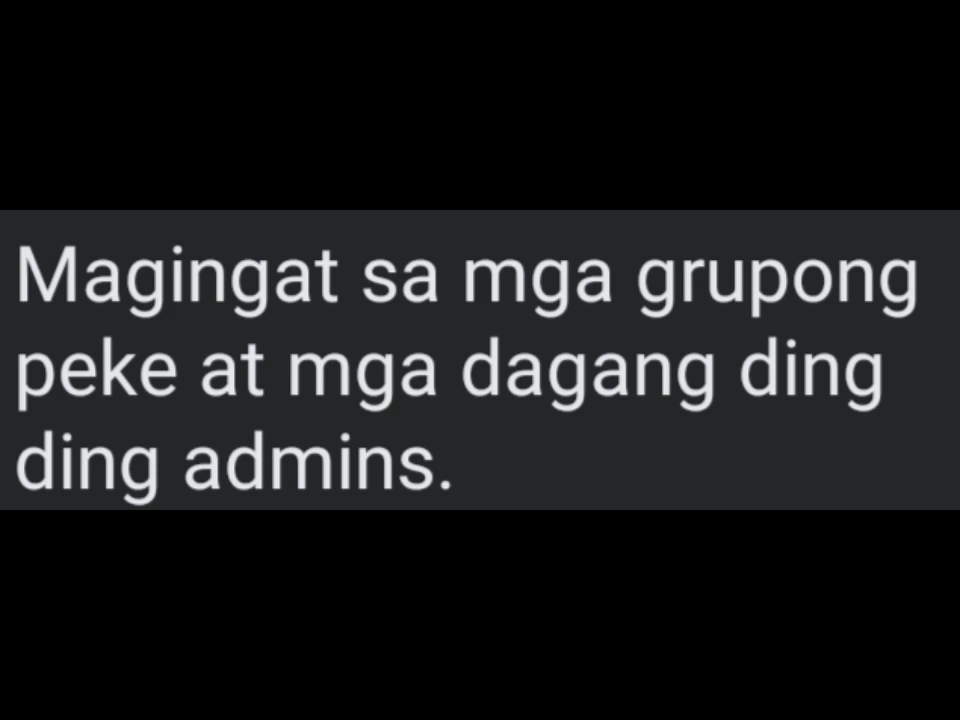 Magingat sa mga grupong
peke at mga dagang ding
ding admins.